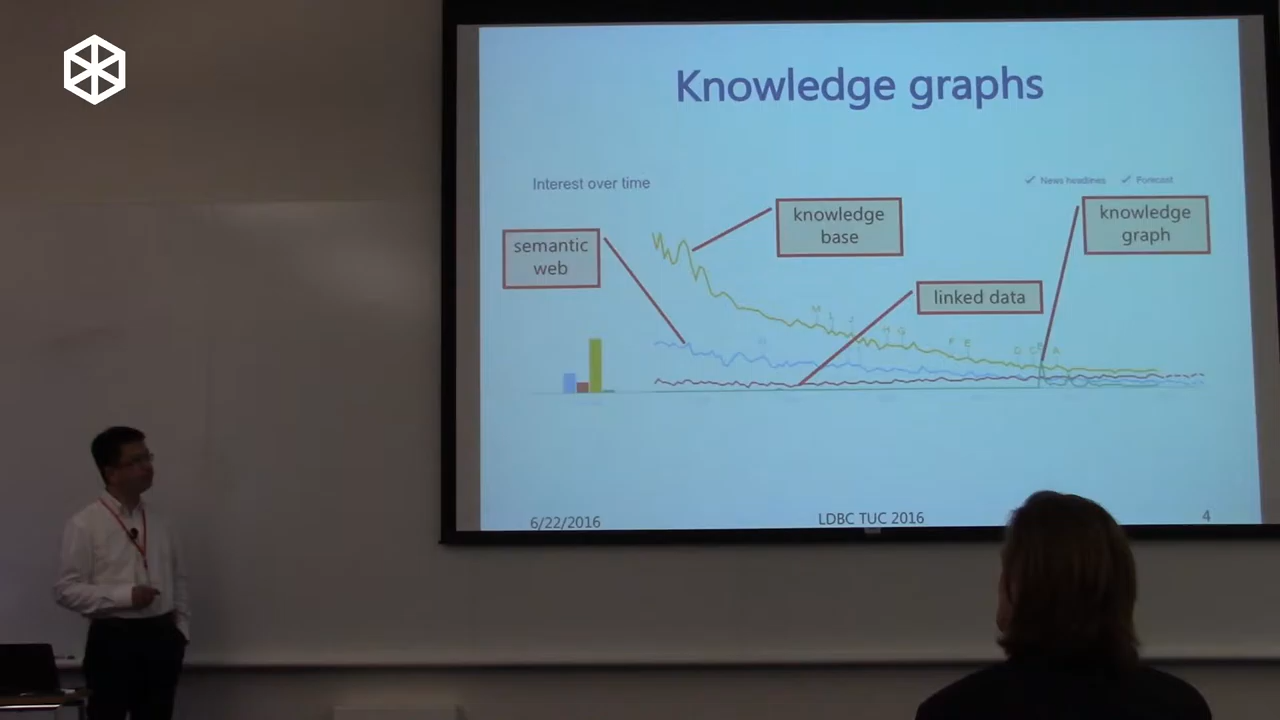 Knowledge graphs
Interest over time
News headlines
Forecast
knowledge
base
knowledge
graph
semantic
web
linked data
6/22/2016
LDBC TUC 2016
4